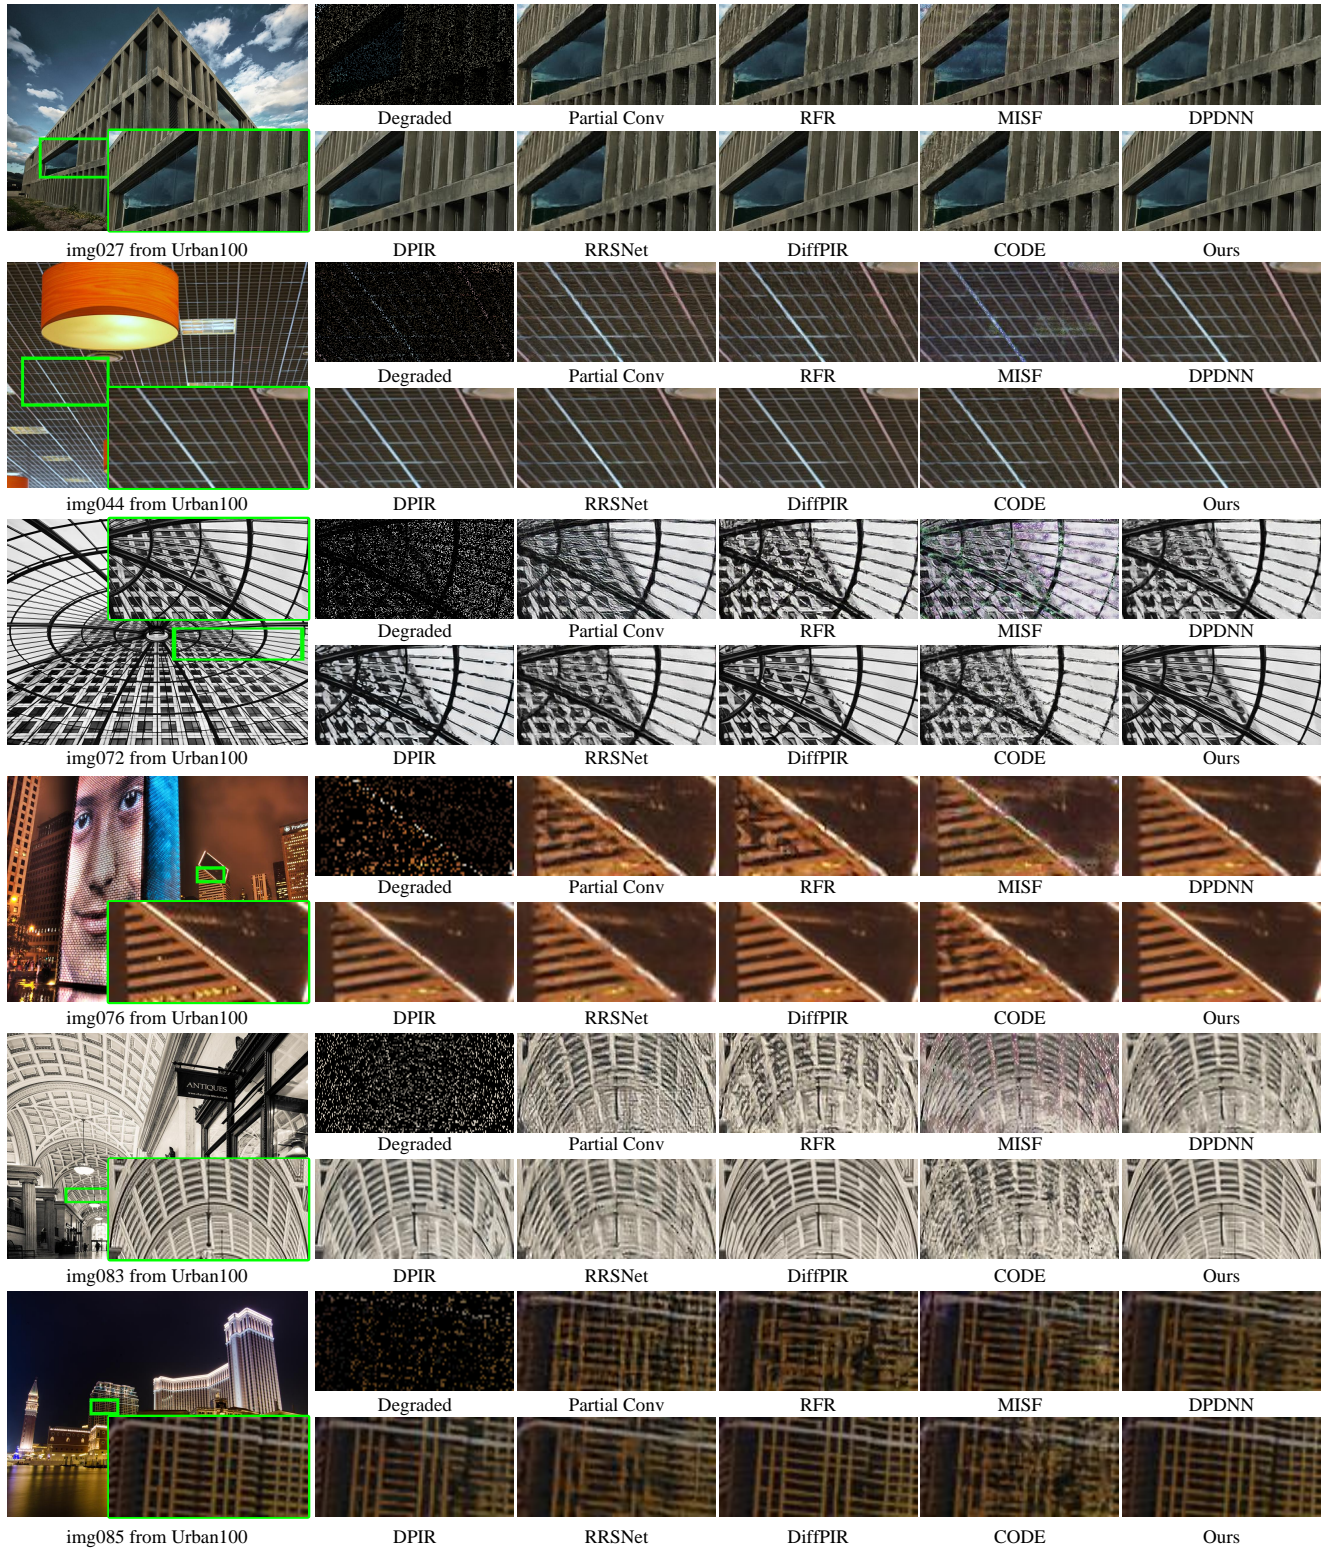 Degraded Partial Conv RFR MISF DPDNN
img027 from Urban100 DPIR RRSNet DiffPIR CODE Ours
Degraded Partial Conv RFR MISF DPDNN
img044 from Urban100 DPIR RRSNet DiffPIR CODE Ours
Degraded Partial Conv RFR MISF DPDNN
img072 from Urban100 DPIR RRSNet DiffPIR CODE Ours
Degraded Partial Conv RFR MISF DPDNN
img076 from Urban100 DPIR RRSNet DiffPIR CODE Ours
ANTIQUES
Degraded Partial Conv RFR MISF DPDNN
img083 from Urban100 DPIR RRSNet DiffPIR CODE Ours
Degraded Partial Conv RFR MISF DPDNN
img085 from Urban100 DPIR RRSNet DiffPIR CODE Ours